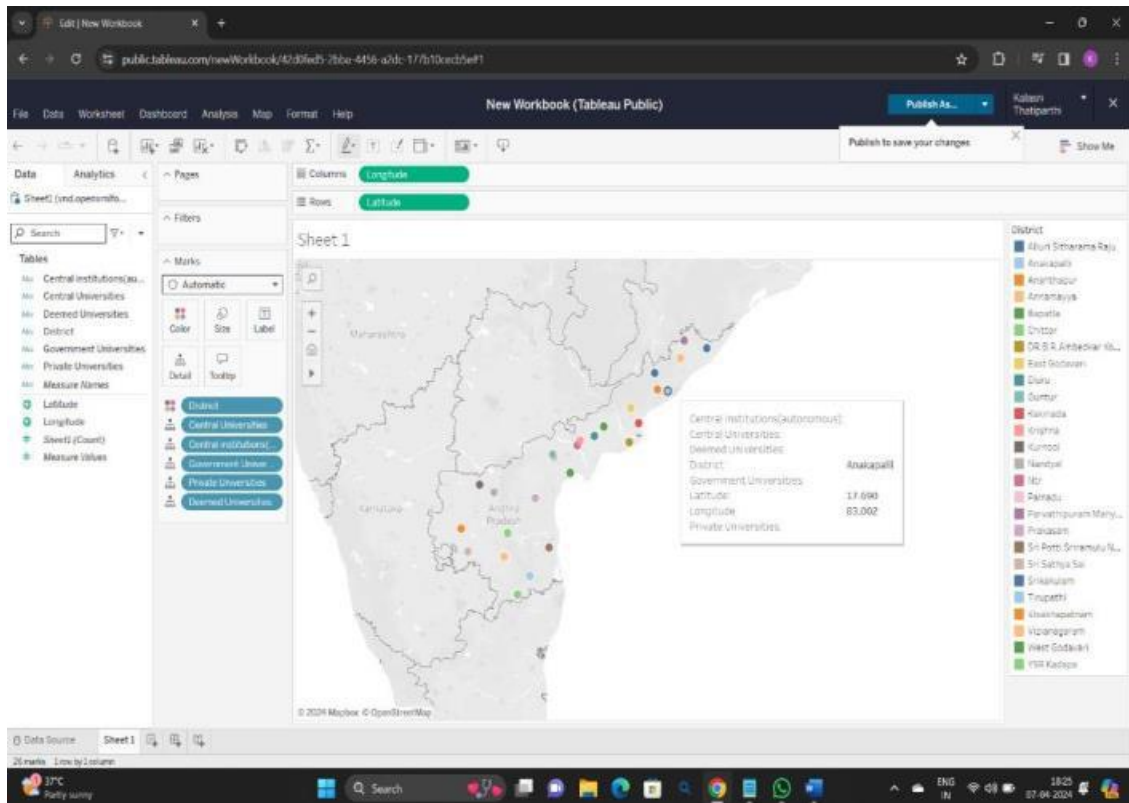 Edit | New Workbook
public.tableau.com/newWorkbook/
New Workbook (Tableau Public)
File Data Worksheet Dashboard Analysis Map Format Help
Publish As...
Kalasri
Thatiparthi
Publish to save your changes
Show Me
Data Analytics
Pages
Columns Longitude
Rows Latitude
Filters
Search
Sheet 1
Tables
Central institutions(au...
Central Universities
Deemed Universities
District
Government Universities
Private Universities
Measure Names
Latitude
Longitude
Sheet1 (Count)
Measure Values
Marks
Automatic
Color Size Label
Detail Tooltip
District
Central Universities
Central institutions(...
Government Univer...
Private Universities
Deemed Universities
Maharashtra
Karnataka
Andhra
Pradesh
Central institutions(autonomous):
Central Universities:
Deemed Universities:
District: Anakapalli
Government Universities:
Latitude: 17.690
Longitude: 83.002
Private Universities:
© 2024 Mapbox © OpenStreetMap
District
Alluri Sitharama Raju
Anakapalli
Ananthapur
Annamayya
Bapatla
Chittor
DR.B.R.Ambedkar Ko...
East Godavari
Eluru
Guntur
Kakinada
Krishna
Kurnool
Nandyal
Ntr
Palnadu
Parvathipuram Many...
Prakasam
Sri Potti Sriramulu N...
Sri Sathya Sai
Srikakulam
Tirupathi
Visakhapatnam
Vizianagaram
West Godavari
YSR Kadapa
Data Source Sheet 1
26 marks 1 row by 1 column
37°C
Partly sunny
Search
ENG
IN
18:25
07-04-2024